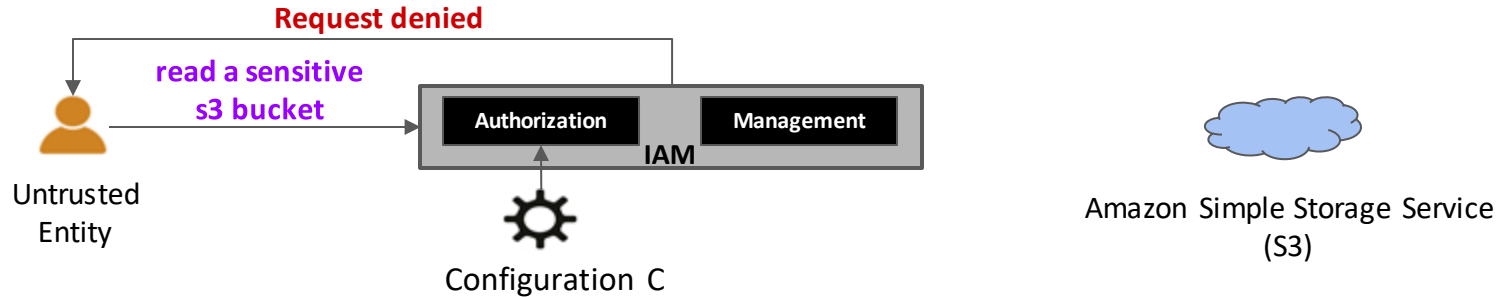 Request denied
read a sensitive
s3 bucket
Authorization
Management
IAM
Untrusted
Entity
Configuration C
Amazon Simple Storage Service
(S3)